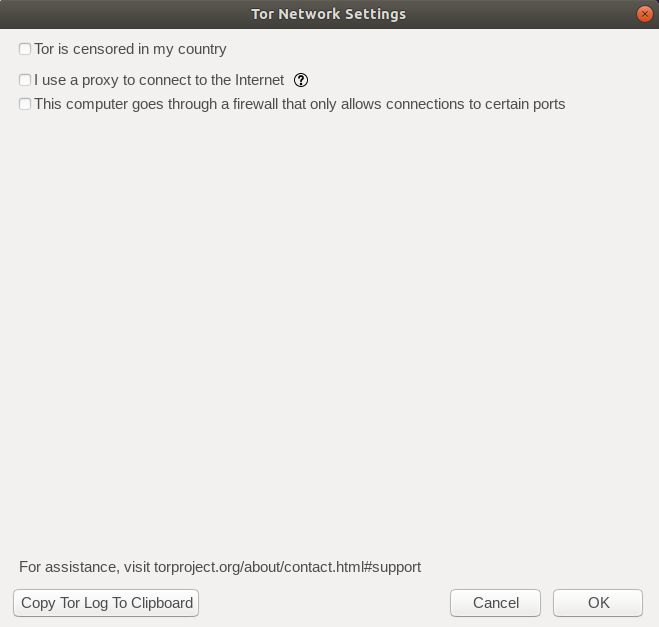 Tor Network Settings
Tor is censored in my country
I use a proxy to connect to the Internet ?
This computer goes through a firewall that only allows connections to certain ports
For assistance, visit torproject.org/about/contact.html#support
Copy Tor Log To Clipboard Cancel OK